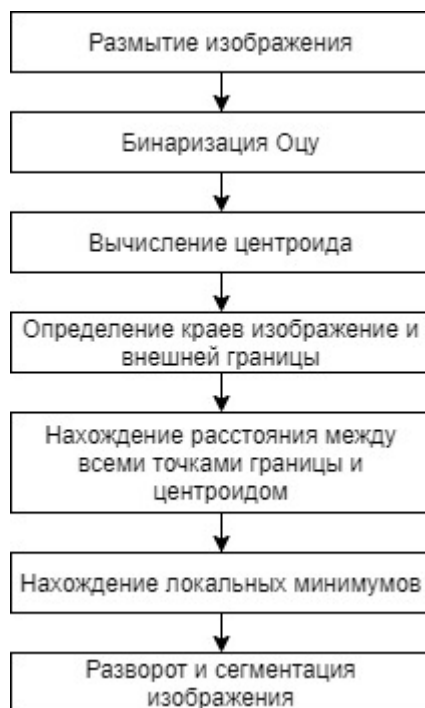 Размытие изображения
Бинаризация Оцу
Вычисление центроида
Определение краев изображение и
внешней границы
Нахождение расстояния между
всеми точками границы и
центроидом
Нахождение локальных минимумов
Разворот и сегментация
изображения